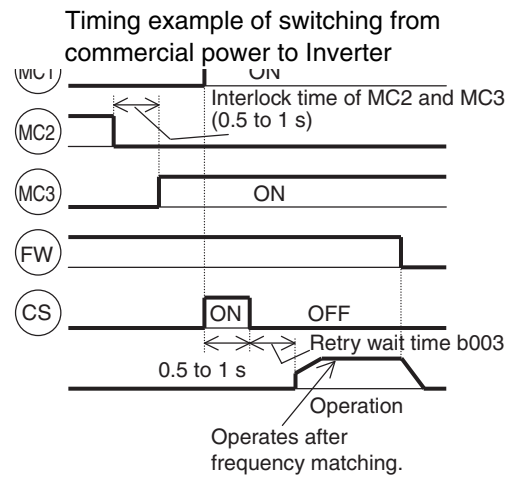 Timing example of switching from
commercial power to Inverter
MC1
ON
Interlock time of MC2 and MC3
(0.5 to 1 s)
MC2
MC3
ON
FW
CS
ON
OFF
Retry wait time b003
0.5 to 1 s
Operation
Operates after
frequency matching.